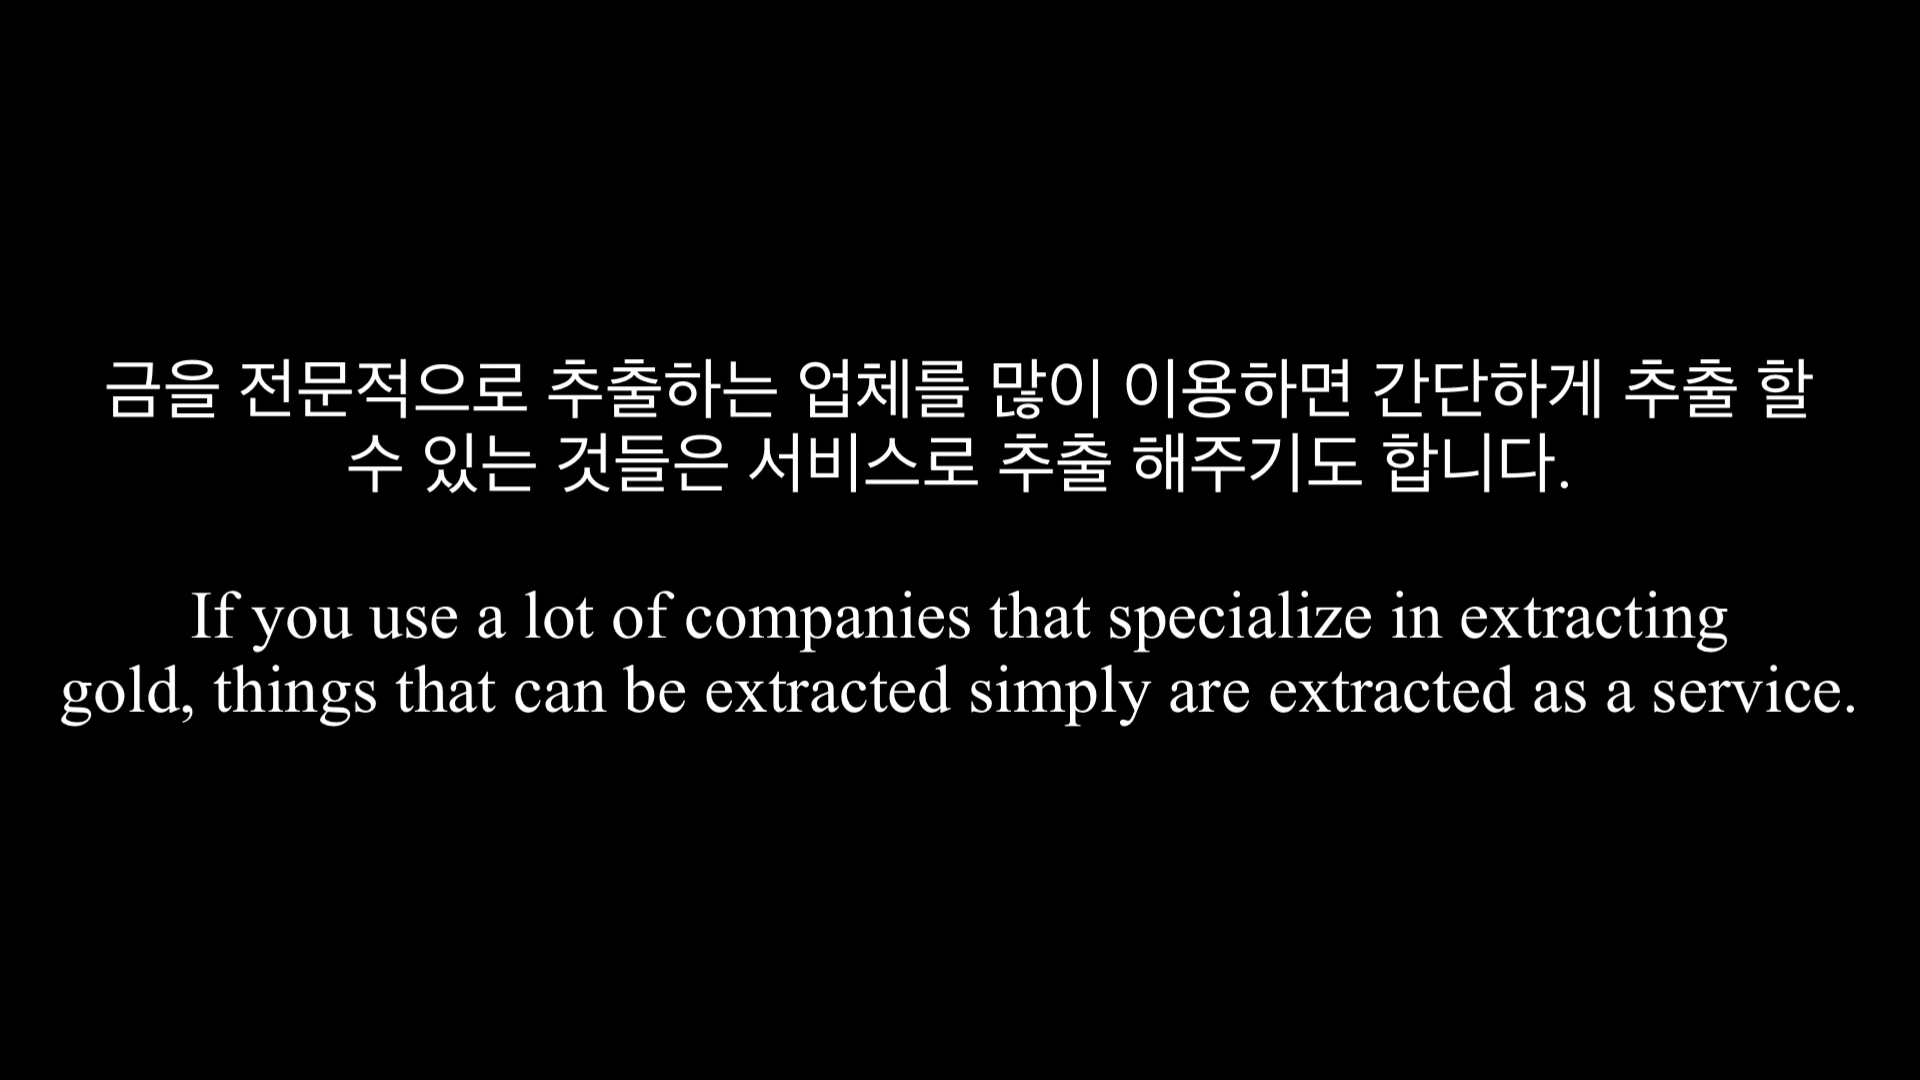 금을 전문적으로 추출하는 업체를 많이 이용하면 간단하게 추출 할
수 있는 것들은 서비스로 추출 해주기도 합니다.
If you use a lot of companies that specialize in extracting
gold, things that can be extracted simply are extracted as a service.